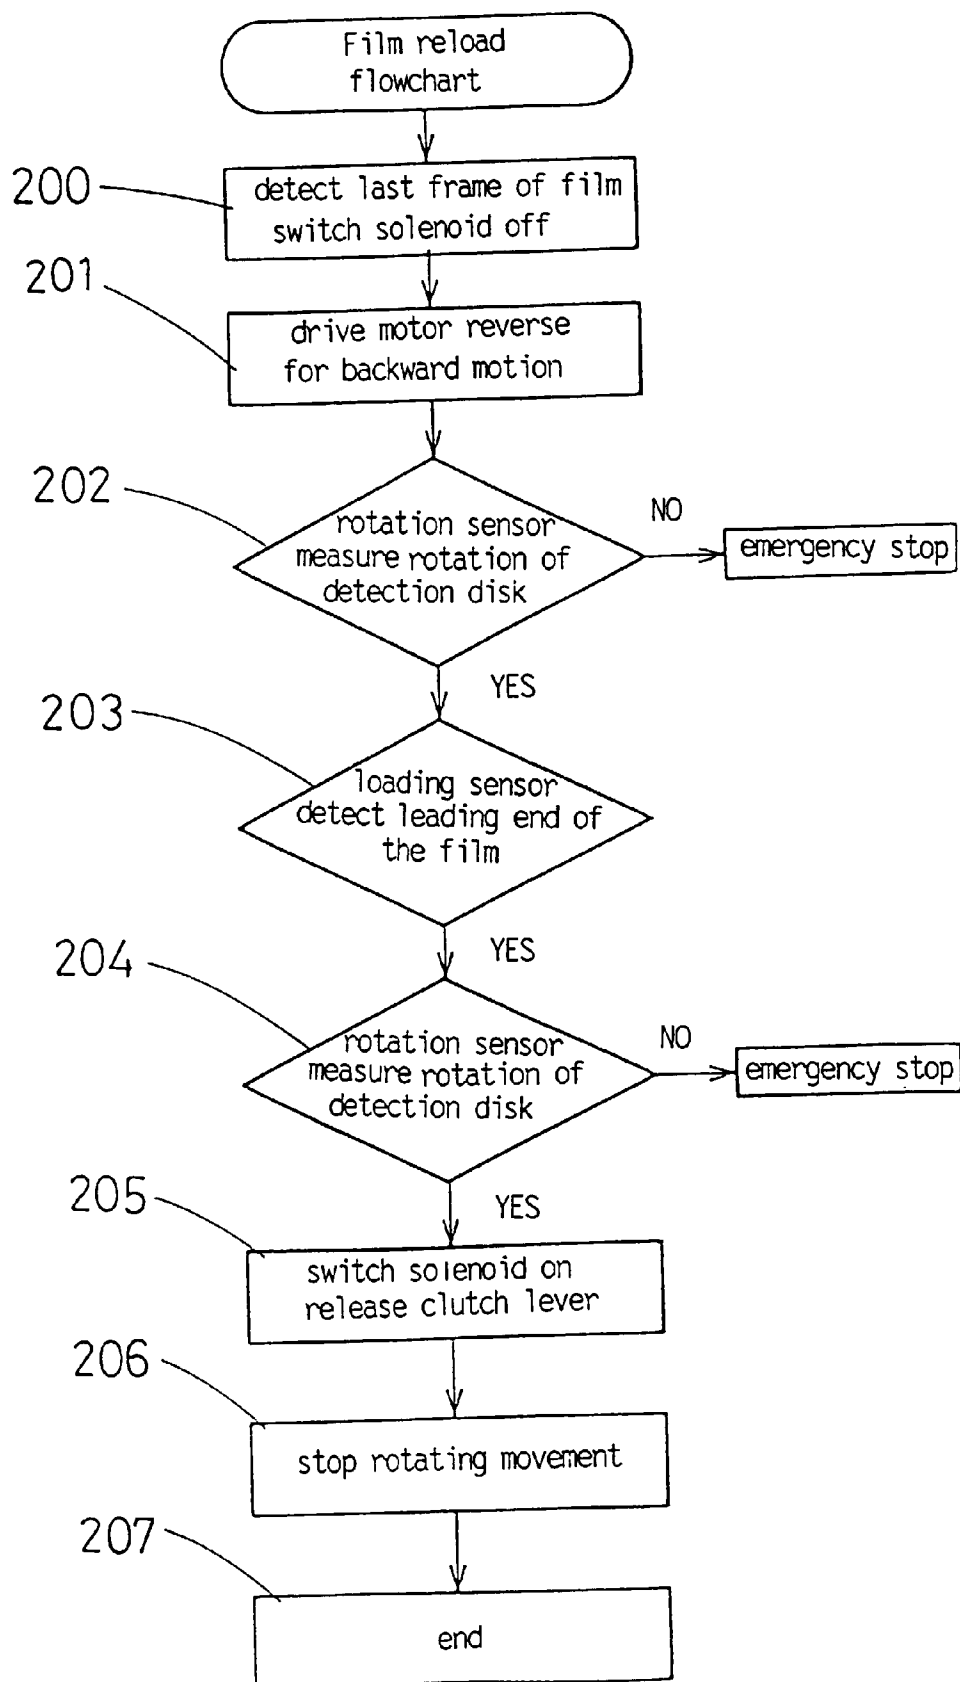 Film reload
flowchart
200
detect last frame of film
switch solenoid off
201
drive motor reverse
for backward motion
202
rotation sensor
measure rotation of
detection disk
NO
emergency stop
YES
203
loading sensor
detect leading end of
the film
YES
204
rotation sensor
measure rotation of
detection disk
NO
emergency stop
YES
205
switch solenoid on
release clutch lever
206
stop rotating movement
207
end